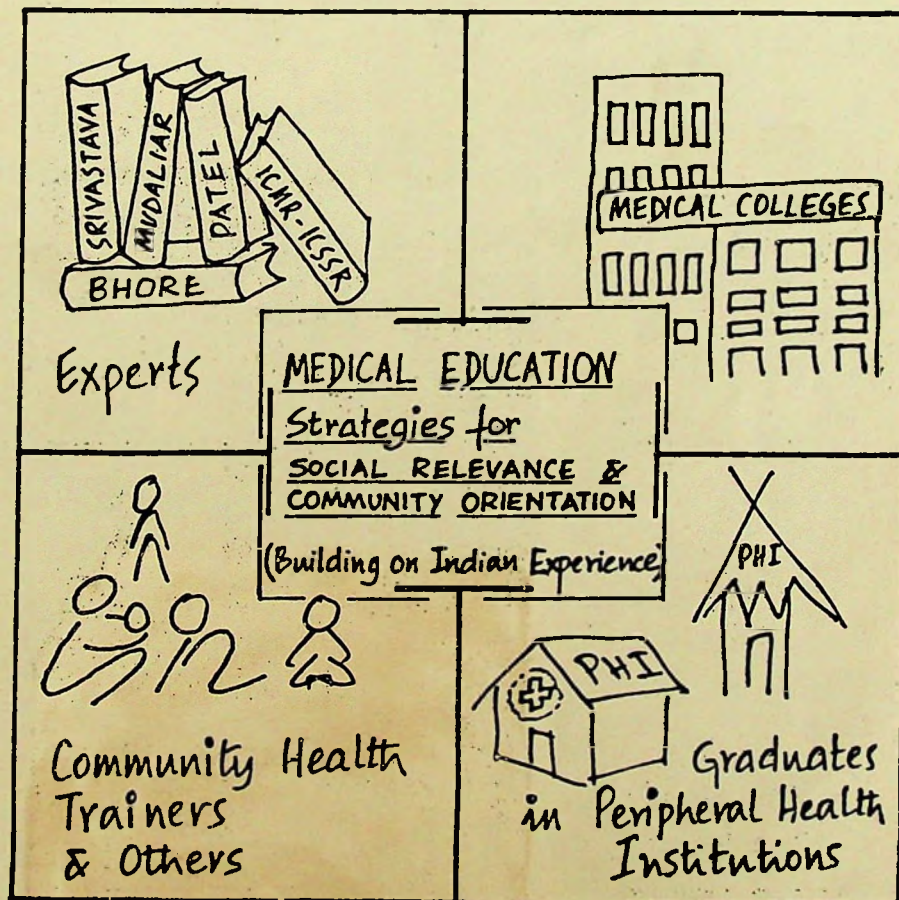 SRIVASTAVA
MUDALIAR
PATEL
ICMR-ICSSR
BHORE
Experts
MEDICAL COLLEGES
MEDICAL EDUCATION
Strategies for
SOCIAL RELEVANCE &
COMMUNITY ORIENTATION
(Building on Indian Experience)
Community Health
Trainers
& Others
PHI
PHI
Graduates
in Peripheral Health
Institutions